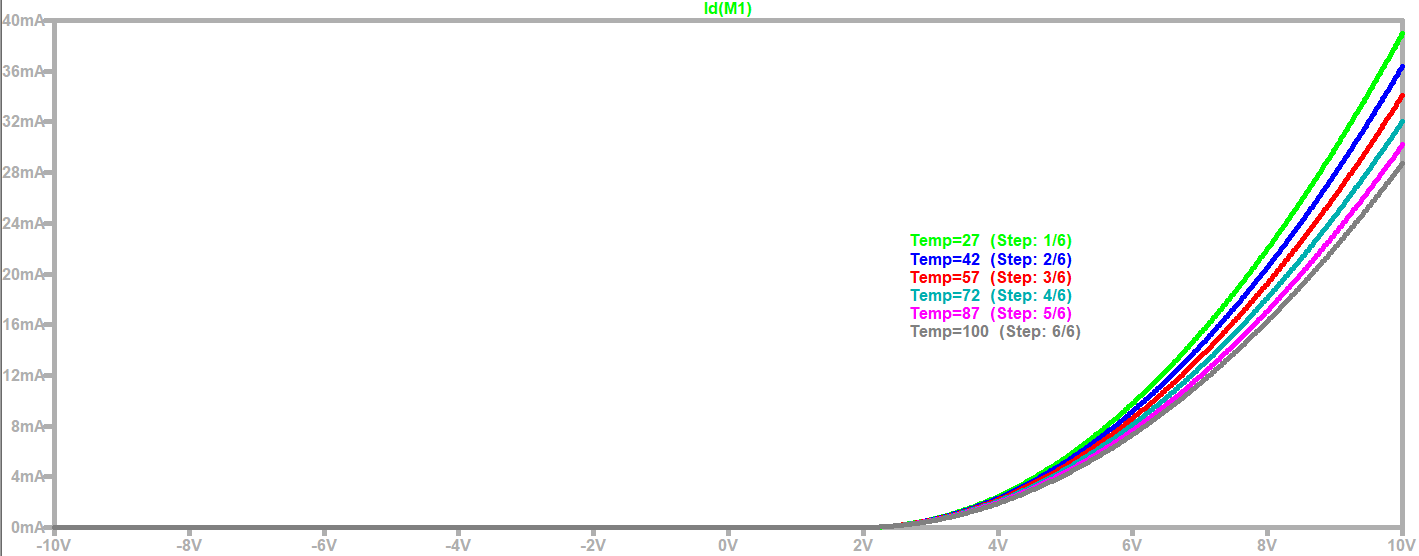 Id(M1)
40mA
36mA
32mA
28mA
24mA
20mA
16mA
12mA
8mA
4mA
0mA
Temp=27 (Step: 1/6)
Temp=42 (Step: 2/6)
Temp=57 (Step: 3/6)
Temp=72 (Step: 4/6)
Temp=87 (Step: 5/6)
Temp=100 (Step: 6/6)
-10V -8V -6V -4V -2V 0V 2V 4V 6V 8V 10V